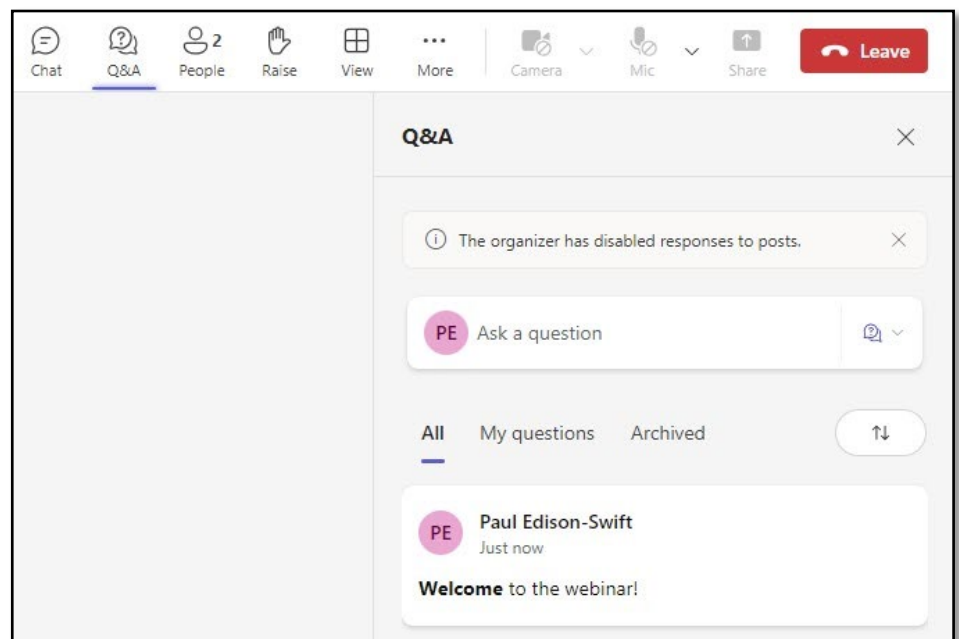 2
Chat Q&A People Raise View More Camera Mic Share Leave
Q&A
The organizer has disabled responses to posts.
PE Ask a question
All My questions Archived
PE Paul Edison-Swift
Just now
Welcome to the webinar!